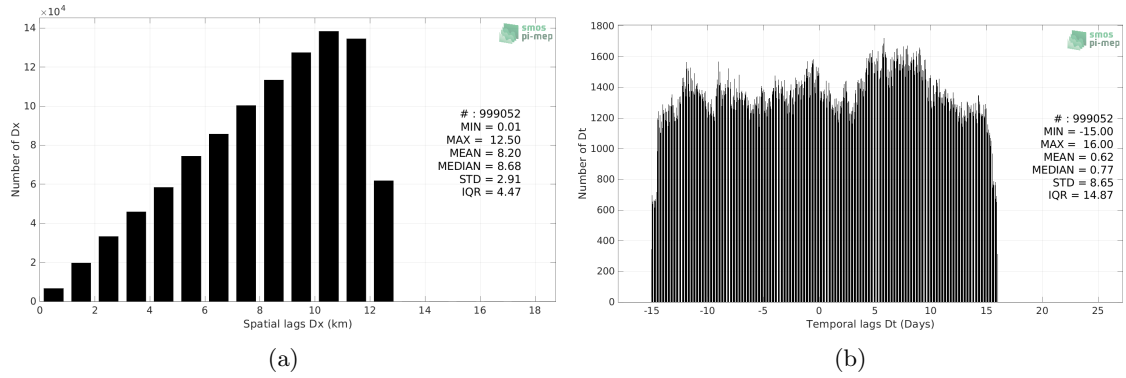 ×10⁴
14
12
10
8
6
4
2
0
0 2 4 6 8 10 12 14 16 18
Number of Dx
Spatial lags Dx (km)
smos
pi-mep
# : 999052
MIN = 0.01
MAX = 12.50
MEAN = 8.20
MEDIAN = 8.68
STD = 2.91
IQR = 4.47
(a)
1800
1600
1400
1200
1000
800
600
400
200
0
-15 -10 -5 0 5 10 15 20 25
Number of Dt
Temporal lags Dt (Days)
smos
pi-mep
# : 999052
MIN = -15.00
MAX = 16.00
MEAN = 0.62
MEDIAN = 0.77
STD = 8.65
IQR = 14.87
(b)